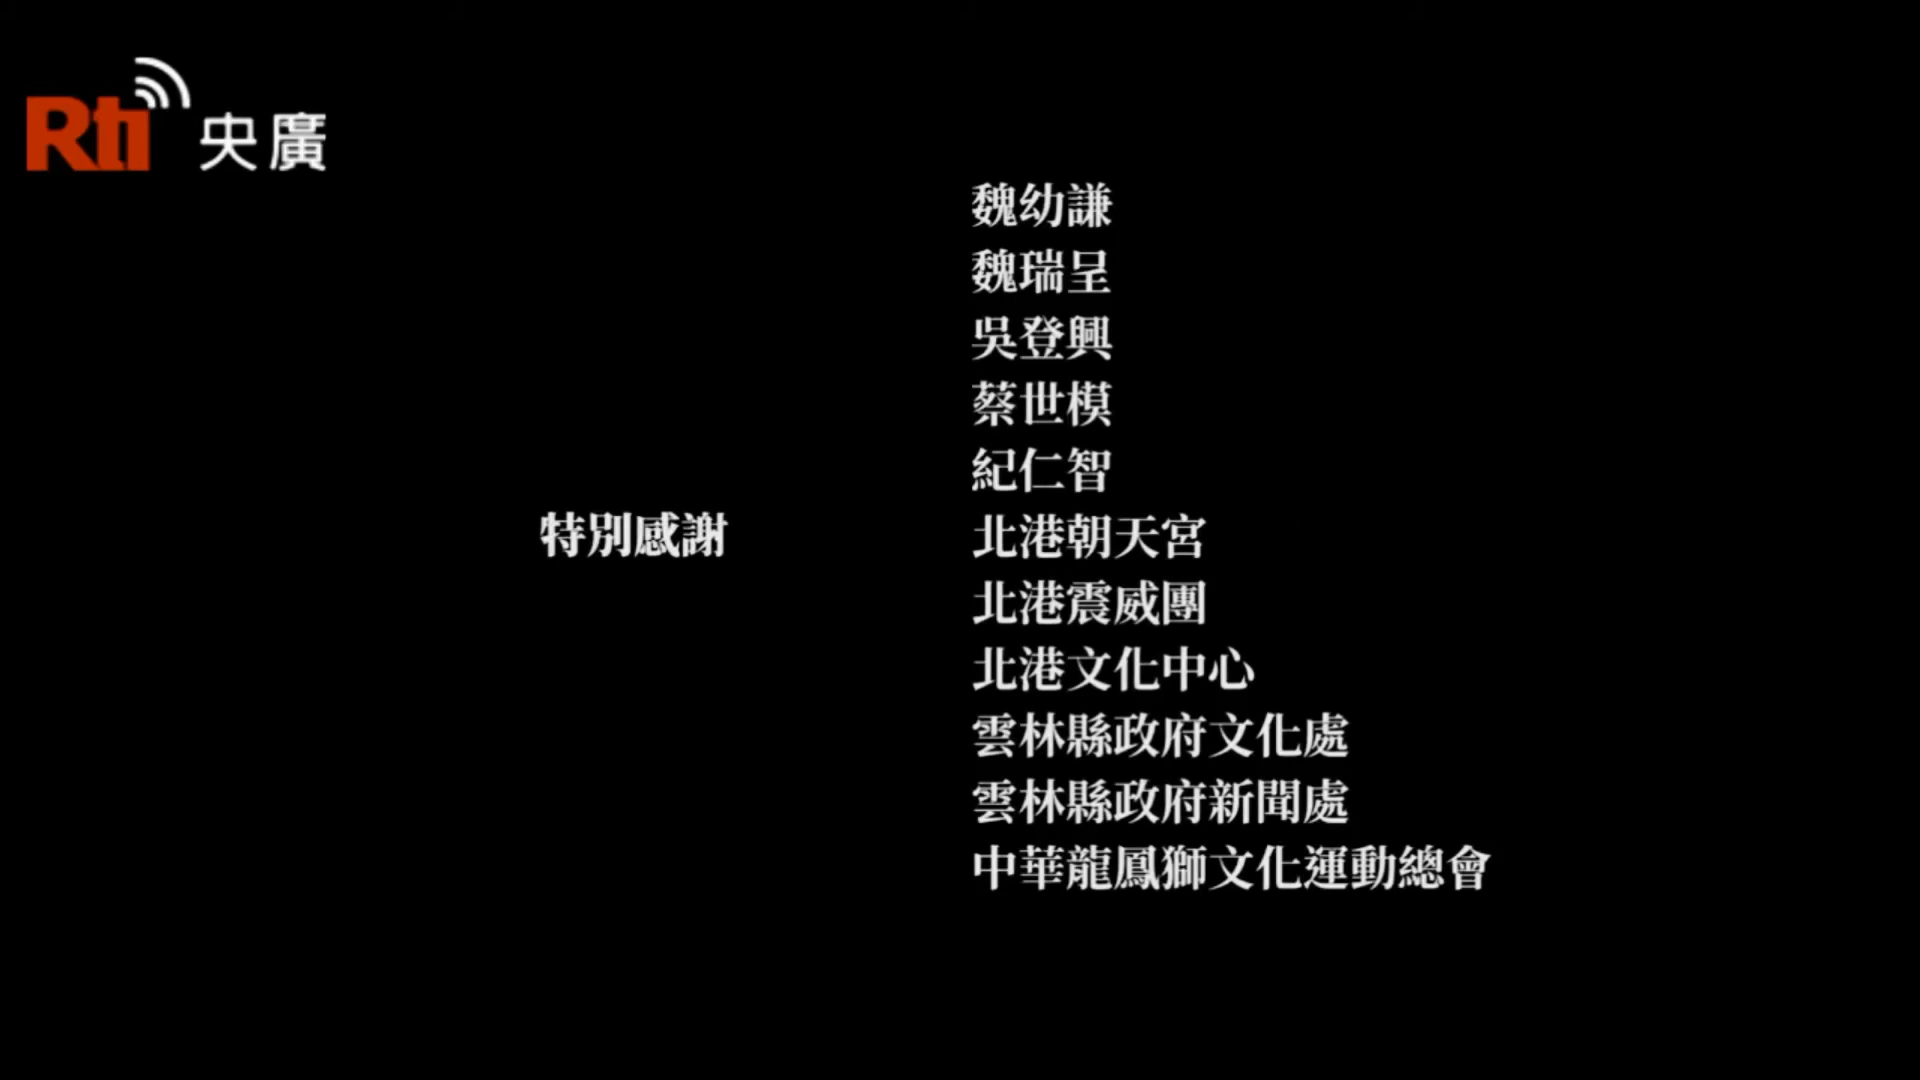 Rti 央廣
魏幼謙
魏瑞呈
吳登興
蔡世模
紀仁智
特別感謝
北港朝天宮
北港震威團
北港文化中心
雲林縣政府文化處
雲林縣政府新聞處
中華龍鳳獅文化運動總會